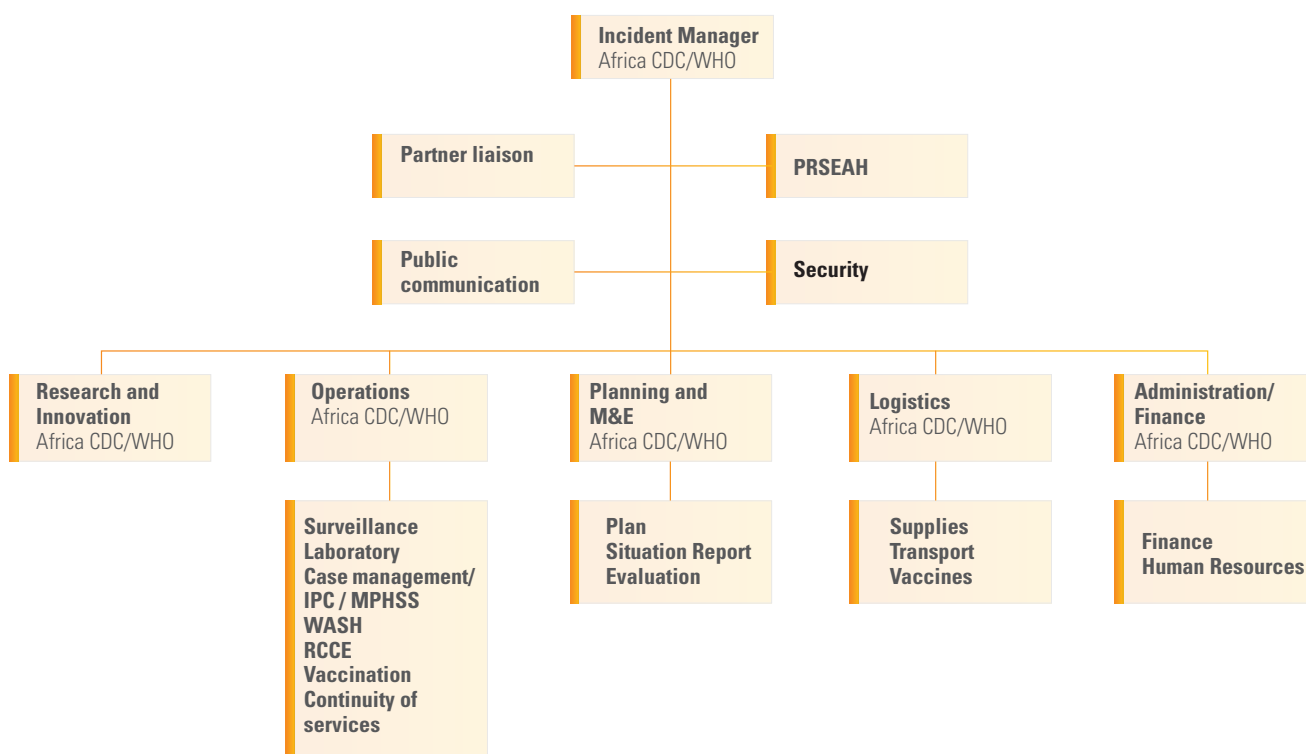 Incident Manager
Africa CDC/WHO
Partner liaison
PRSEAH
Public
communication
Security
Research and
Innovation
Africa CDC/WHO
Operations
Africa CDC/WHO
Planning and
M&E
Africa CDC/WHO
Logistics
Africa CDC/WHO
Administration/
Finance
Africa CDC/WHO
Surveillance
Laboratory
Case management/
IPC / MPHSS
WASH
RCCE
Vaccination
Continuity of
services
Plan
Situation Report
Evaluation
Supplies
Transport
Vaccines
Finance
Human Resources